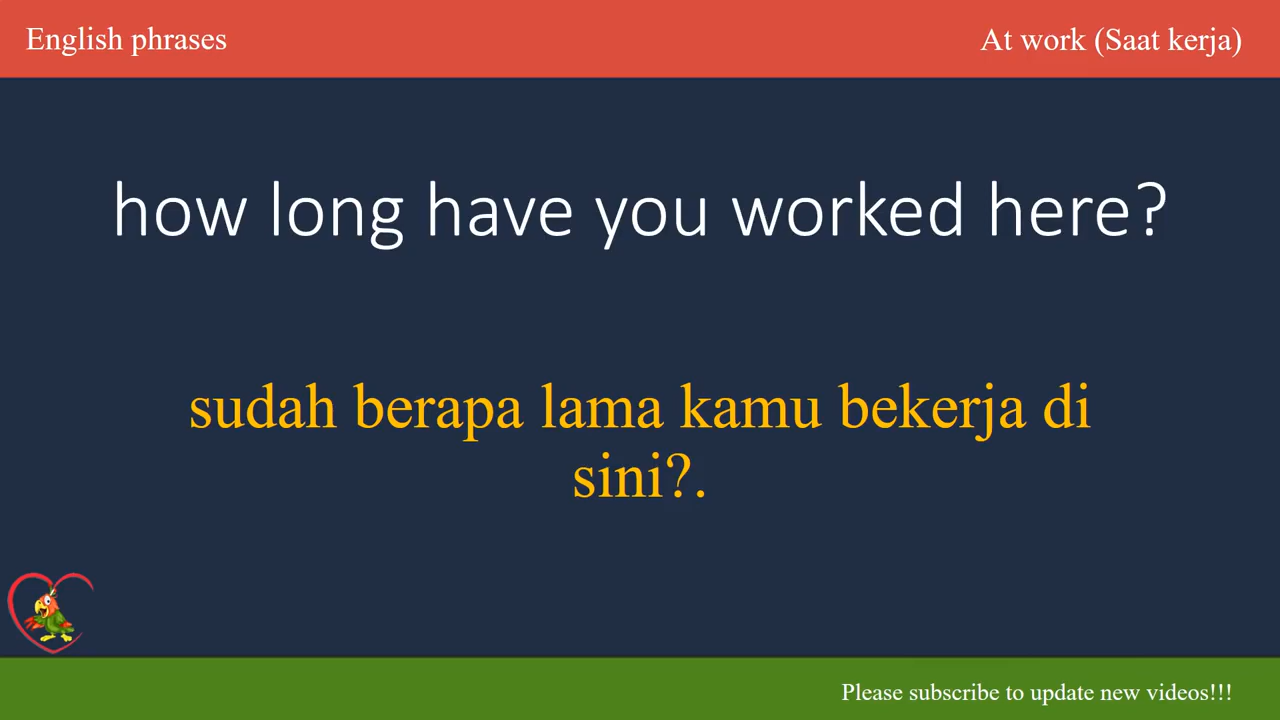 English phrases
At work (Saat kerja)
how long have you worked here?
sudah berapa lama kamu bekerja di
sini?.
Please subscribe to update new videos!!!